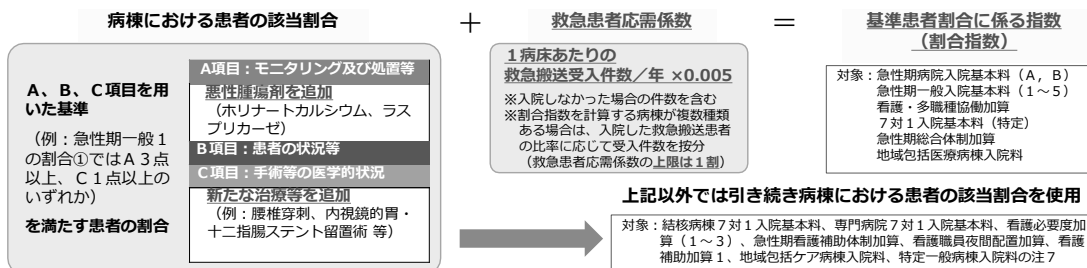 病棟における患者の該当割合
＋
救急患者応需係数
＝
基準患者割合に係る指数
（割合指数）
A、B、C項目を用
いた基準
（例：急性期一般１
の割合①ではA３点
以上、C１点以上の
いずれか）
を満たす患者の割合
A項目：モニタリング及び処置等
悪性腫瘍剤を追加
（ホリナートカルシウム、ラス
ブリカーゼ）
B項目：患者の状況等
C項目：手術等の医学的状況
新たな治療等を追加
（例：腰椎穿刺、内視鏡的胃・
十二指腸ステント留置術 等）
１病床あたりの
救急搬送受入件数／年 ×0.005
※入院しなかった場合の件数を含む
※割合指数を計算する病棟が複数種類
ある場合は、入院した救急搬送患者
の比率に応じて受入件数を按分
（救急患者応需係数の上限は１割）
対象：急性期病院入院基本料（A，B）
急性期一般入院基本料（１～５）
看護・多職種協働加算
７対１入院基本料（特定）
急性期総合体制加算
地域包括医療病棟入院料
上記以外では引き続き病棟における患者の該当割合を使用
対象：結核病棟７対１入院基本料、専門病院７対１入院基本料、看護必要度加
算（１～３）、急性期看護補助体制加算、看護職員夜間配置加算、看護
補助加算１、地域包括ケア病棟入院料、特定一般病棟入院料の注７